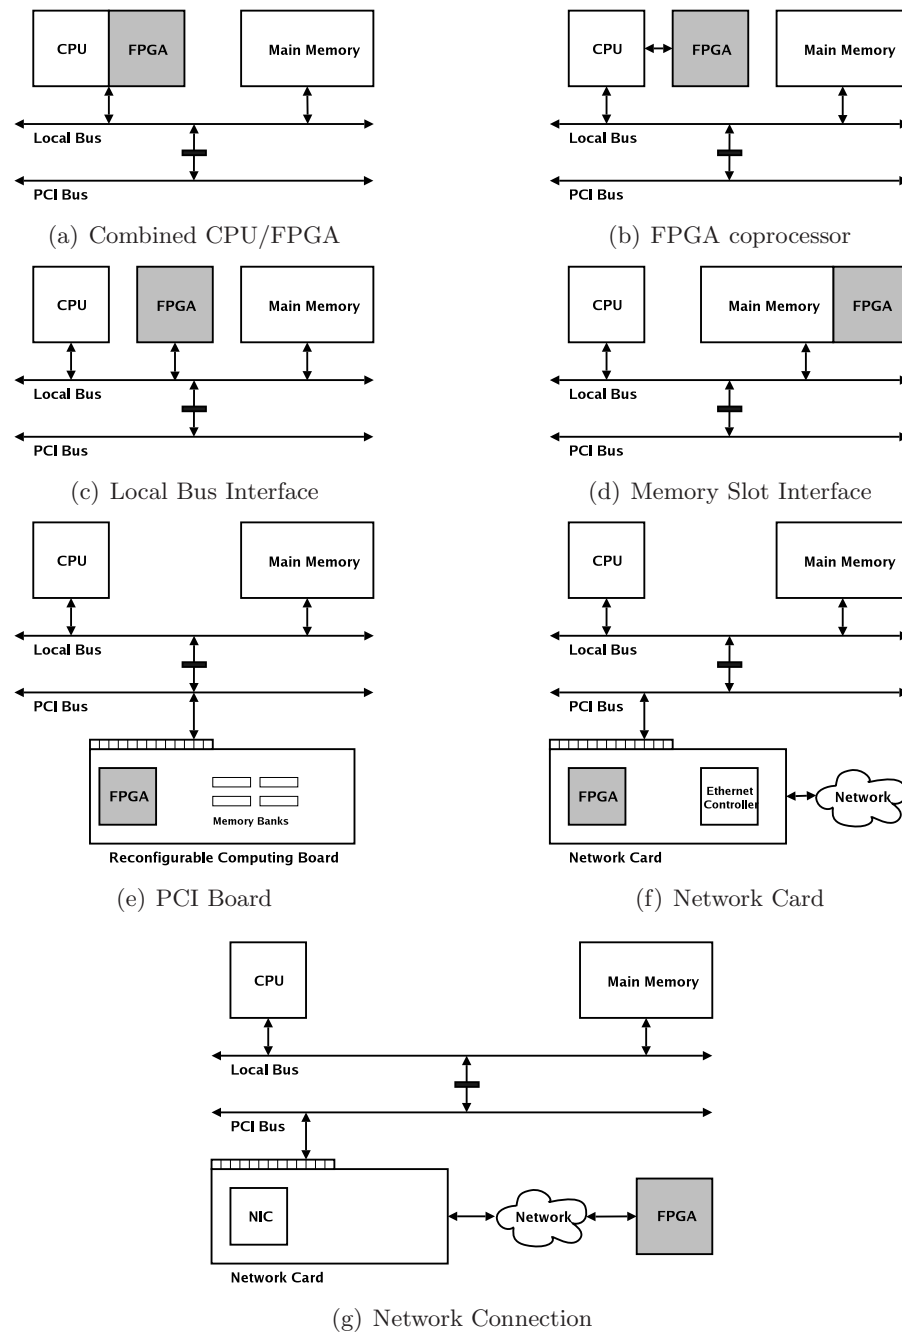 CPU FPGA Main Memory
Local Bus
PCI Bus
(a) Combined CPU/FPGA
CPU FPGA Main Memory
Local Bus
PCI Bus
(b) FPGA coprocessor
CPU FPGA Main Memory
Local Bus
PCI Bus
(c) Local Bus Interface
CPU Main Memory FPGA
Local Bus
PCI Bus
(d) Memory Slot Interface
CPU Main Memory
Local Bus
PCI Bus
FPGA
Memory Banks
Reconfigurable Computing Board
(e) PCI Board
CPU Main Memory
Local Bus
PCI Bus
FPGA Ethernet
Controller Network
Network Card
(f) Network Card
CPU Main Memory
Local Bus
PCI Bus
NIC Network FPGA
Network Card
(g) Network Connection